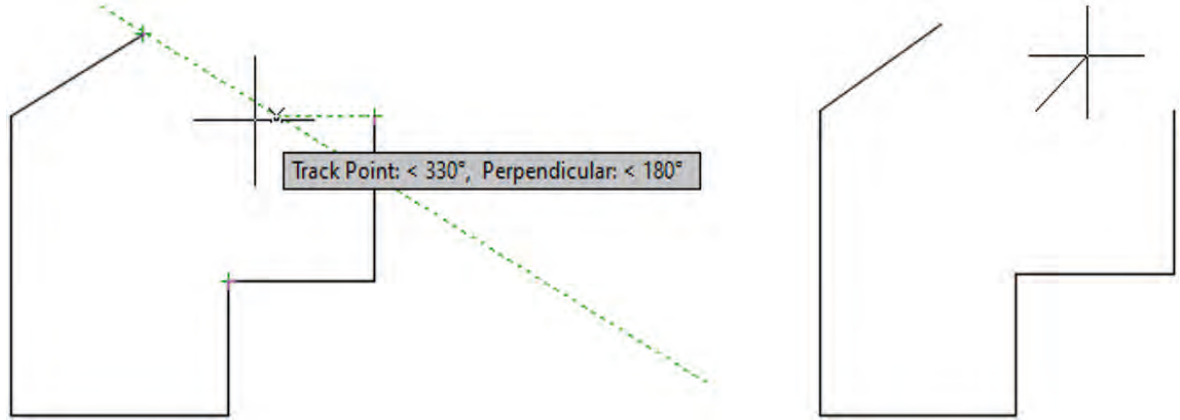 Track Point: < 330°, Perpendicular: < 180°